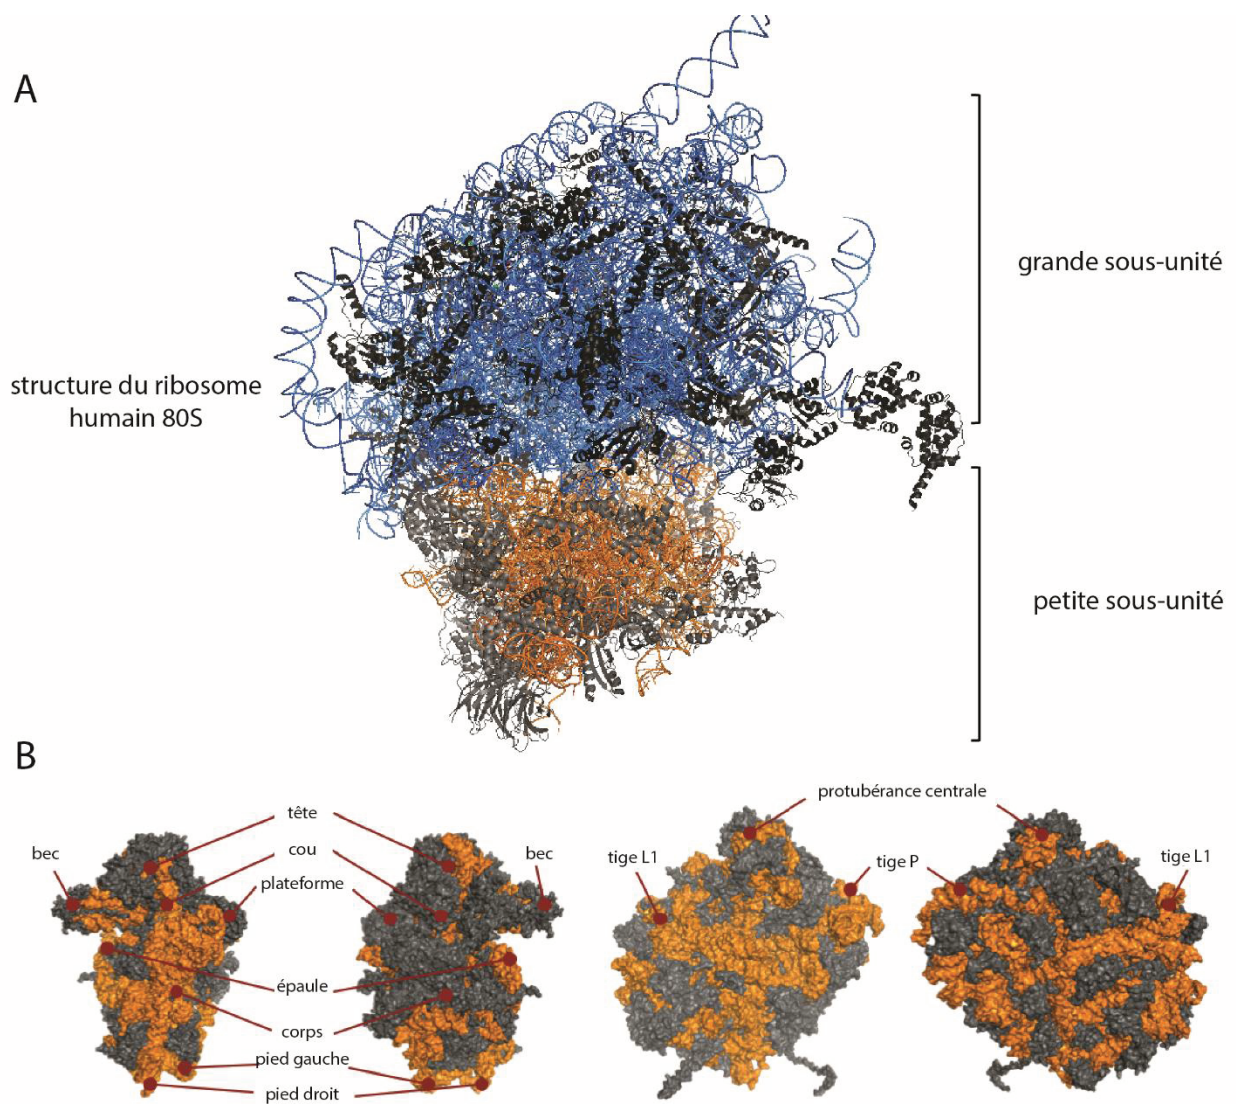 A
grande sous-unité
structure du ribosome
humain 80S
petite sous-unité
B
protubérance centrale
tête
bec
cou
bec
tige L1
tige P
tige L1
plateforme
épaule
corps
pied gauche
pied droit